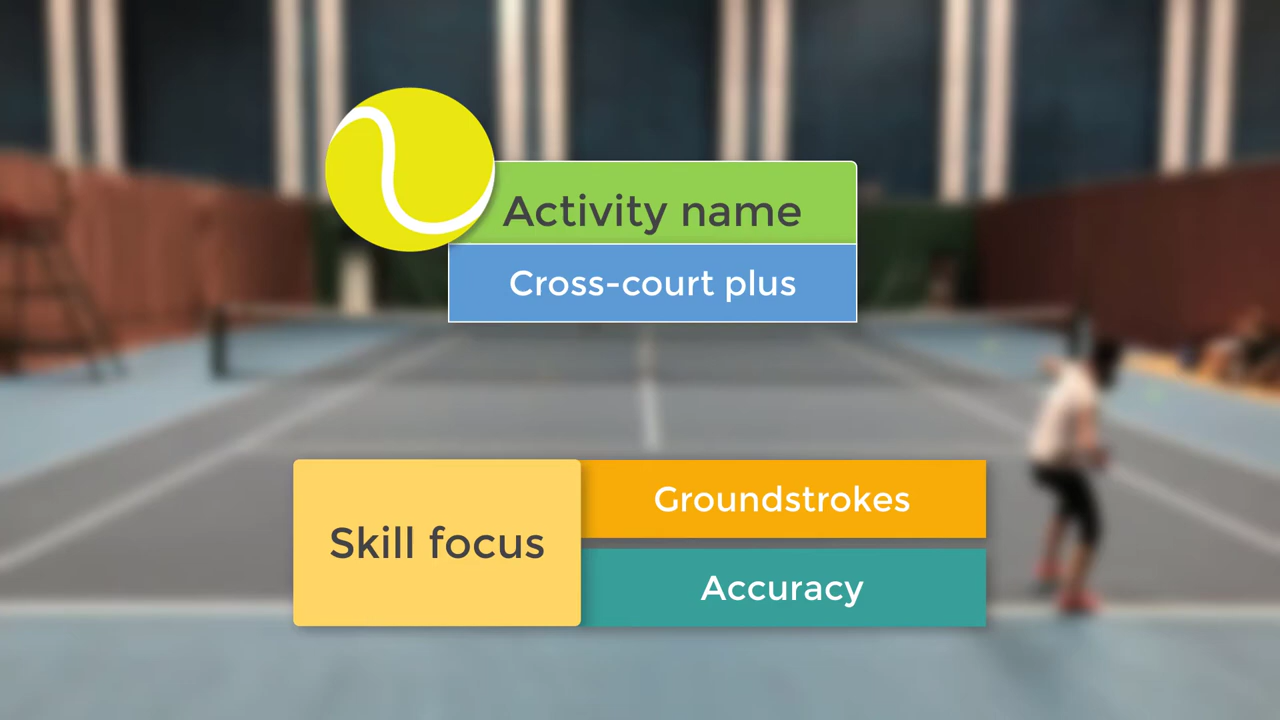 Activity name
Cross-court plus
Skill focus
Groundstrokes
Accuracy